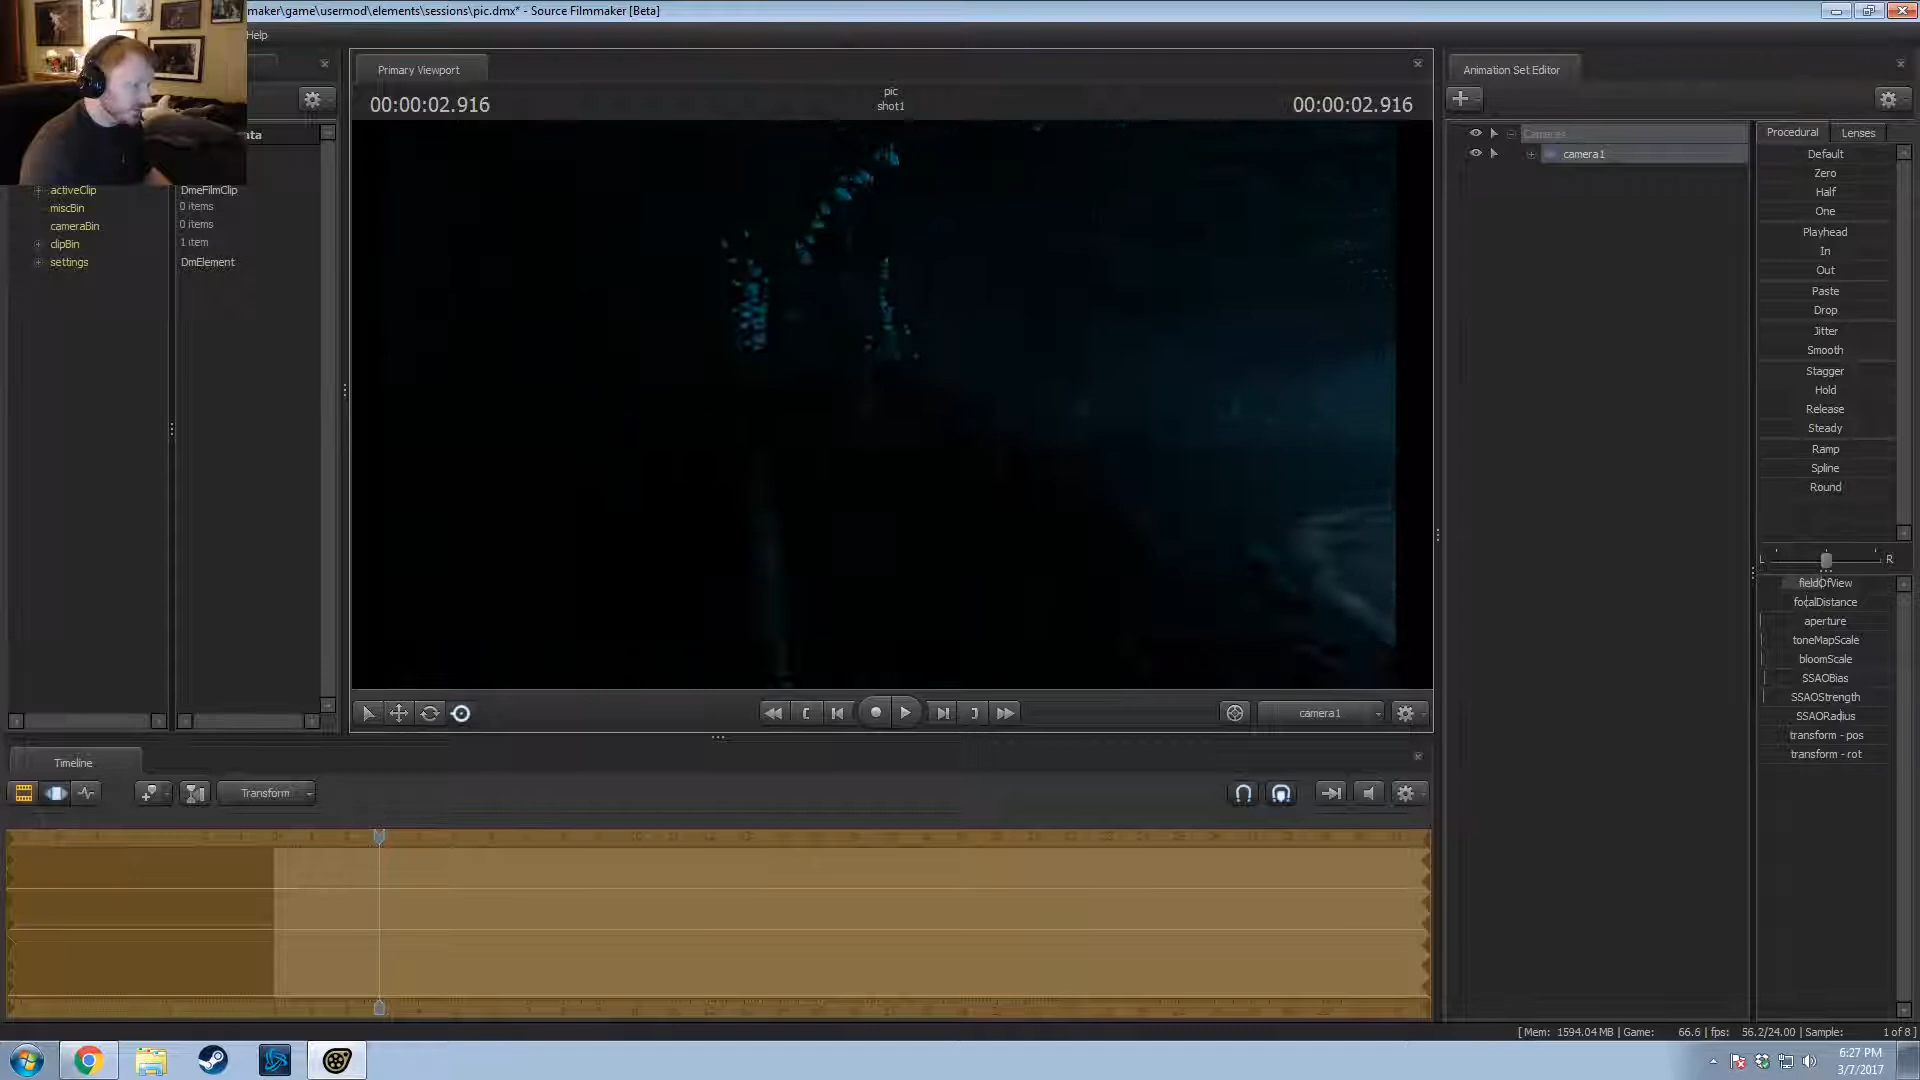 maker\game\usermod\elements\sessions\pic.dmx* - Source Filmmaker [Beta]
Help
Primary Viewport
00:00:02.916
pic
shot1
00:00:02.916
ata
activeClip
DmeFilmClip
miscBin
0 items
cameraBin
0 items
clipBin
1 item
settings
DmElement
camera1
Timeline
Transform
Animation Set Editor
Cameras
camera1
Procedural
Lenses
Default
Zero
Half
One
Playhead
In
Out
Paste
Drop
Jitter
Smooth
Stagger
Hold
Release
Steady
Ramp
Spline
Round
L
R
fieldOfView
focalDistance
aperture
toneMapScale
bloomScale
SSAOBias
SSAOStrength
SSAORadius
transform - pos
transform - rot
[ Mem: 1594.04 MB | Game: 66.6 | fps: 56.2/24.00 | Sample: 1 of 8 ]
6:27 PM
3/7/2017